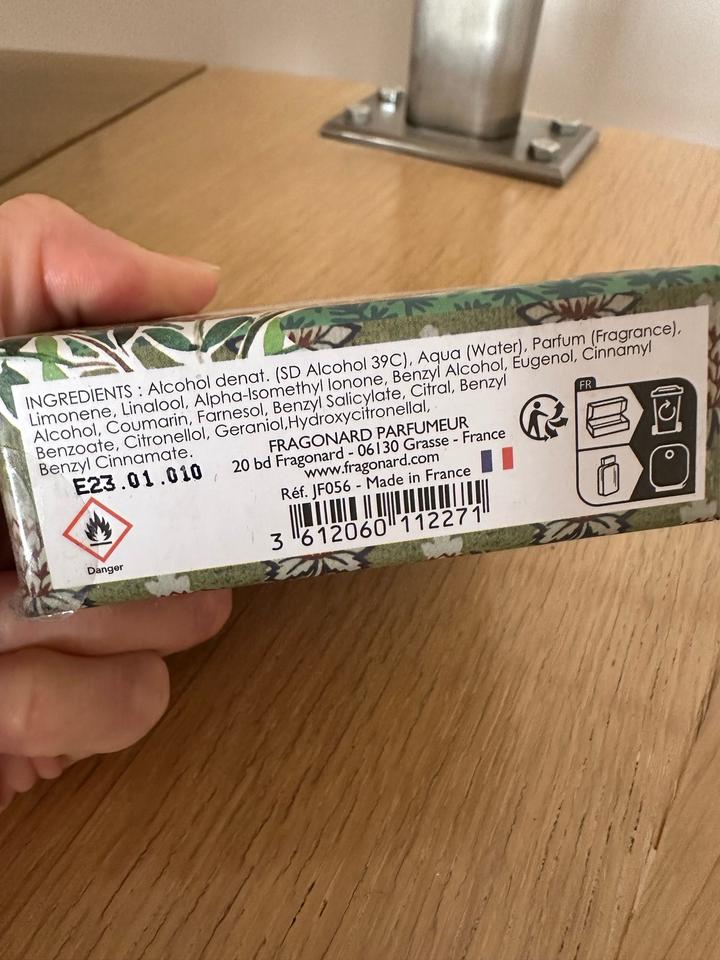 INGREDIENTS : Alcohol denat. (SD Alcohol 39C), Aqua (Water), Parfum (Fragrance),
Limonene, Linalool, Alpha-Isomethyl Ionone, Benzyl Alcohol, Eugenol, Cinnamyl
Alcohol, Coumarin, Farnesol, Benzyl Salicylate, Citral, Benzyl
Benzoate, Citronellol, Geraniol,Hydroxycitronellal,
Benzyl Cinnamate.
E23.01.010
FRAGONARD PARFUMEUR
20 bd Fragonard - 06130 Grasse - France
www.fragonard.com
Réf. JF056 - Made in France
3 612060 112271
Danger
FR